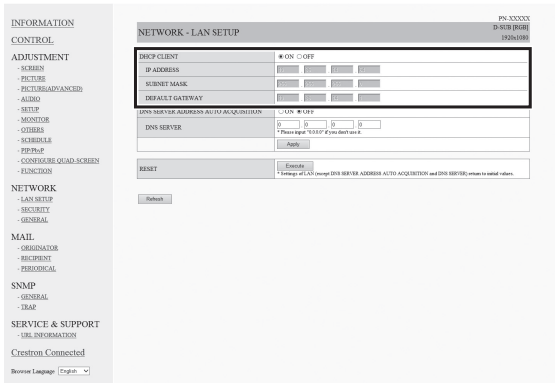 INFORMATION
CONTROL
ADJUSTMENT
- SCREEN
- PICTURE
- PICTURE(ADVANCED)
- AUDIO
- SETUP
- MONITOR
- OTHERS
- SCHEDULE
- PIP/PbyP
- CONFIGURE QUAD-SCREEN
- FUNCTION
NETWORK
- LAN SETUP
- SECURITY
- GENERAL
MAIL
- ORIGINATOR
- RECIPIENT
- PERIODICAL
SNMP
- GENERAL
- TRAP
SERVICE & SUPPORT
- URL INFORMATION
Crestron Connected
Browser Language English
PN-XXXXX
NETWORK - LAN SETUP
D-SUB [RGB]
1920x1080
DHCP CLIENT ON OFF
IP ADDRESS
SUBNET MASK
DEFAULT GATEWAY
DNS SERVER ADDRESS AUTO ACQUISITION ON OFF
DNS SERVER 0 . 0 . 0 . 0
* Please input "0.0.0.0" if you don't use it.
Apply
RESET Execute
* Settings of LAN (except DNS SERVER ADDRESS AUTO ACQUISITION and DNS SERVER) return to initial values.
Refresh